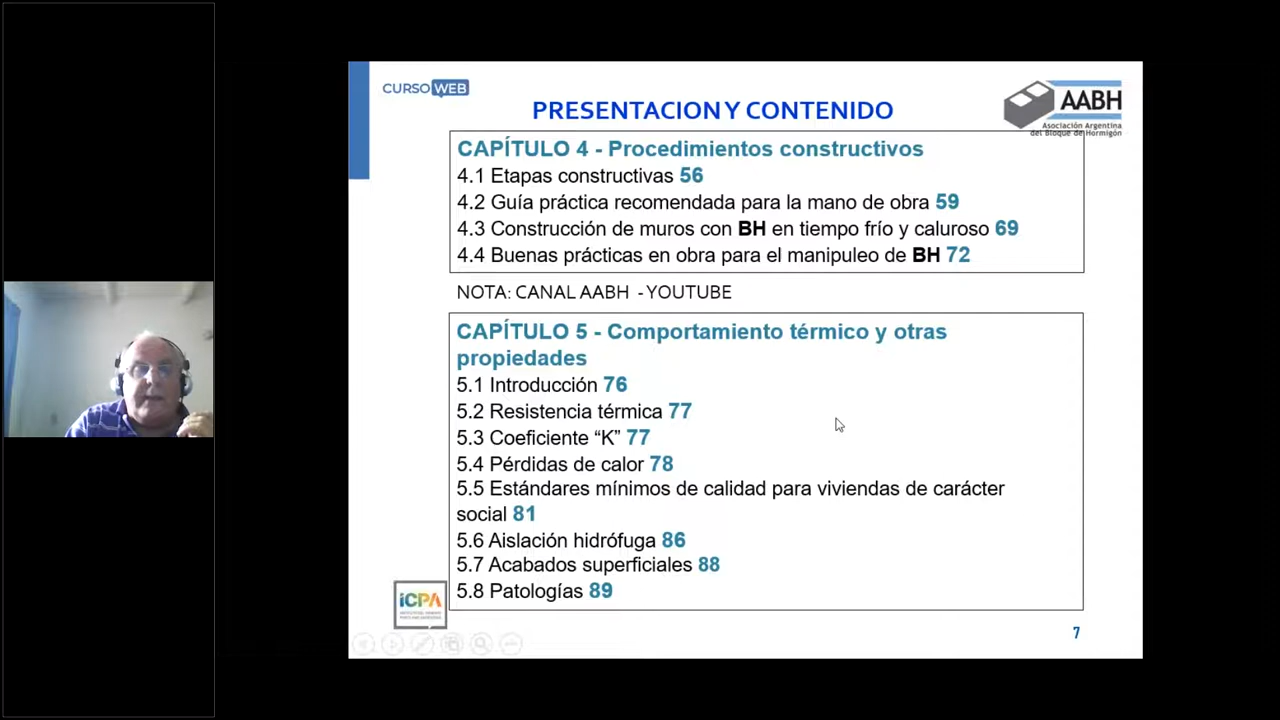 CURSOWEB
PRESENTACION Y CONTENIDO
AABH
Asociación Argentina
del Bloque de Hormigón
CAPÍTULO 4 - Procedimientos constructivos
4.1 Etapas constructivas 56
4.2 Guía práctica recomendada para la mano de obra 59
4.3 Construcción de muros con BH en tiempo frío y caluroso 69
4.4 Buenas prácticas en obra para el manipuleo de BH 72
NOTA: CANAL AABH - YOUTUBE
CAPÍTULO 5 - Comportamiento térmico y otras
propiedades
5.1 Introducción 76
5.2 Resistencia térmica 77
5.3 Coeficiente “K” 77
5.4 Pérdidas de calor 78
5.5 Estándares mínimos de calidad para viviendas de carácter
social 81
5.6 Aislación hidrófuga 86
5.7 Acabados superficiales 88
5.8 Patologías 89
iCPA
7